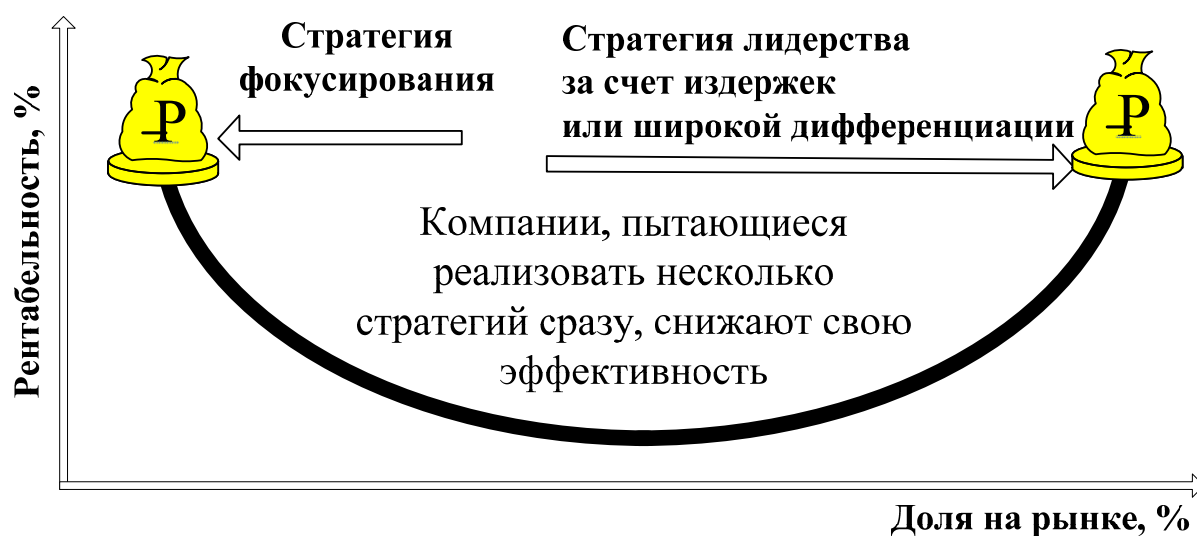 Стратегия
фокусирования
Стратегия лидерства
за счет издержек
или широкой дифференциации
Р
Р
Рентабельность, %
Компании, пытающиеся
реализовать несколько
стратегий сразу, снижают свою
эффективность
Доля на рынке, %